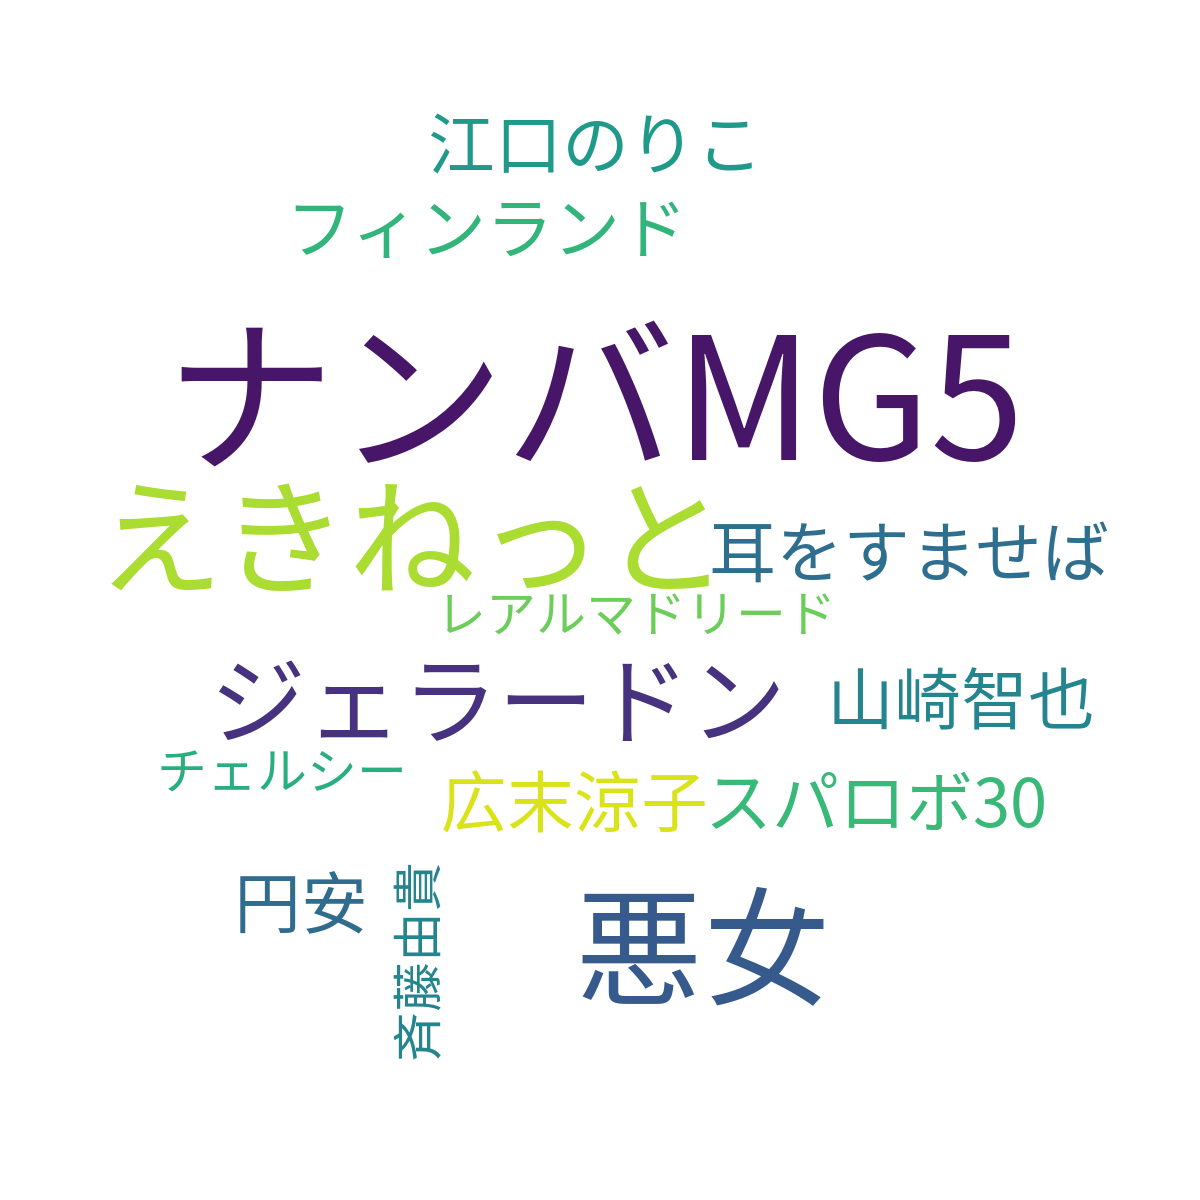 江口のりこ
フィンランド
ナンバMG5
えきねっと
耳をすませば
レアルマドリード
ジェラードン
山崎智也
チェルシー
広末涼子
スパロボ30
円安
斉藤由貴
悪女